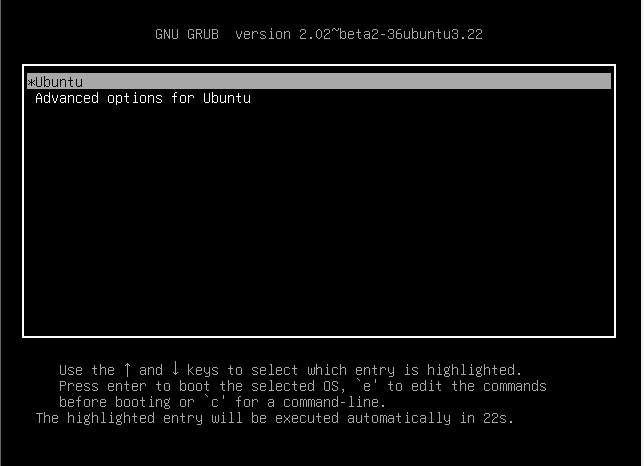 GNU GRUB  version 2.02~beta2-36ubuntu3.22
*Ubuntu
Advanced options for Ubuntu
Use the ↑ and ↓ keys to select which entry is highlighted.
Press enter to boot the selected OS, `e' to edit the commands
before booting or `c' for a command-line.
The highlighted entry will be executed automatically in 22s.